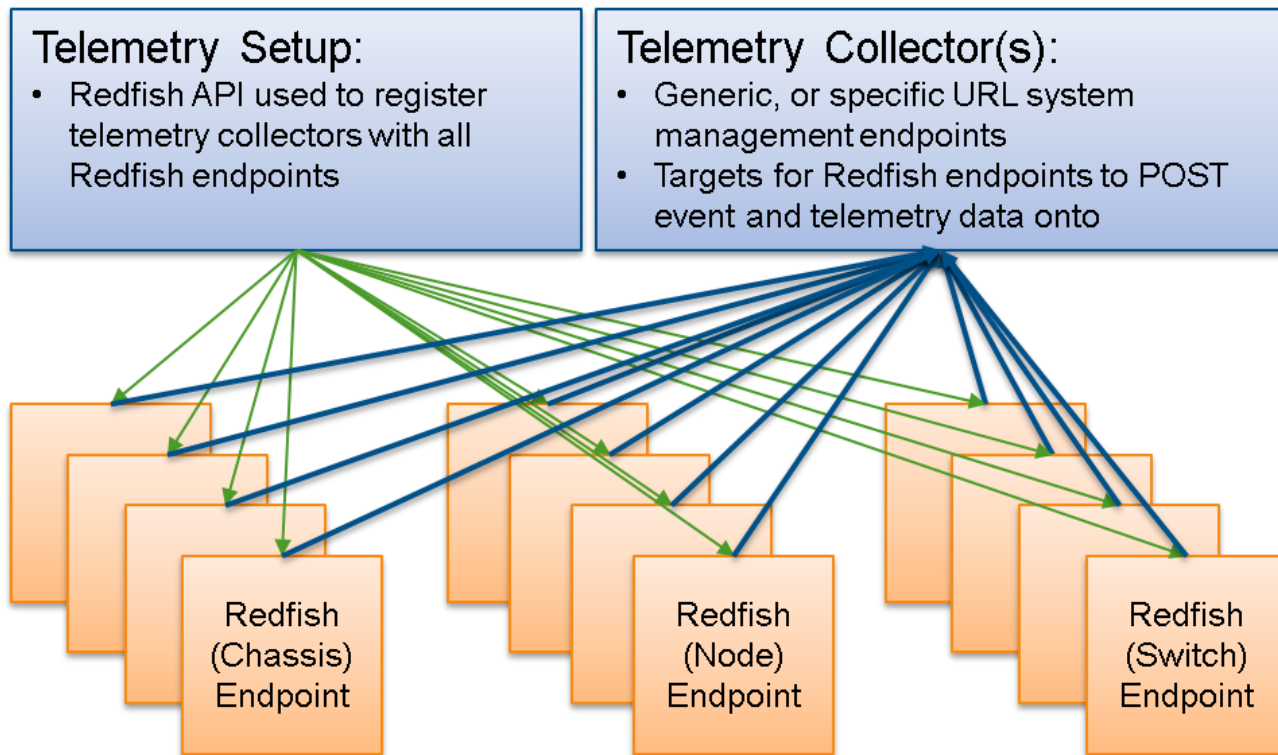 Telemetry Setup:
• Redfish API used to register
telemetry collectors with all
Redfish endpoints
Telemetry Collector(s):
• Generic, or specific URL system
management endpoints
• Targets for Redfish endpoints to POST
event and telemetry data onto
Redfish
(Chassis)
Endpoint
Redfish
(Node)
Endpoint
Redfish
(Switch)
Endpoint